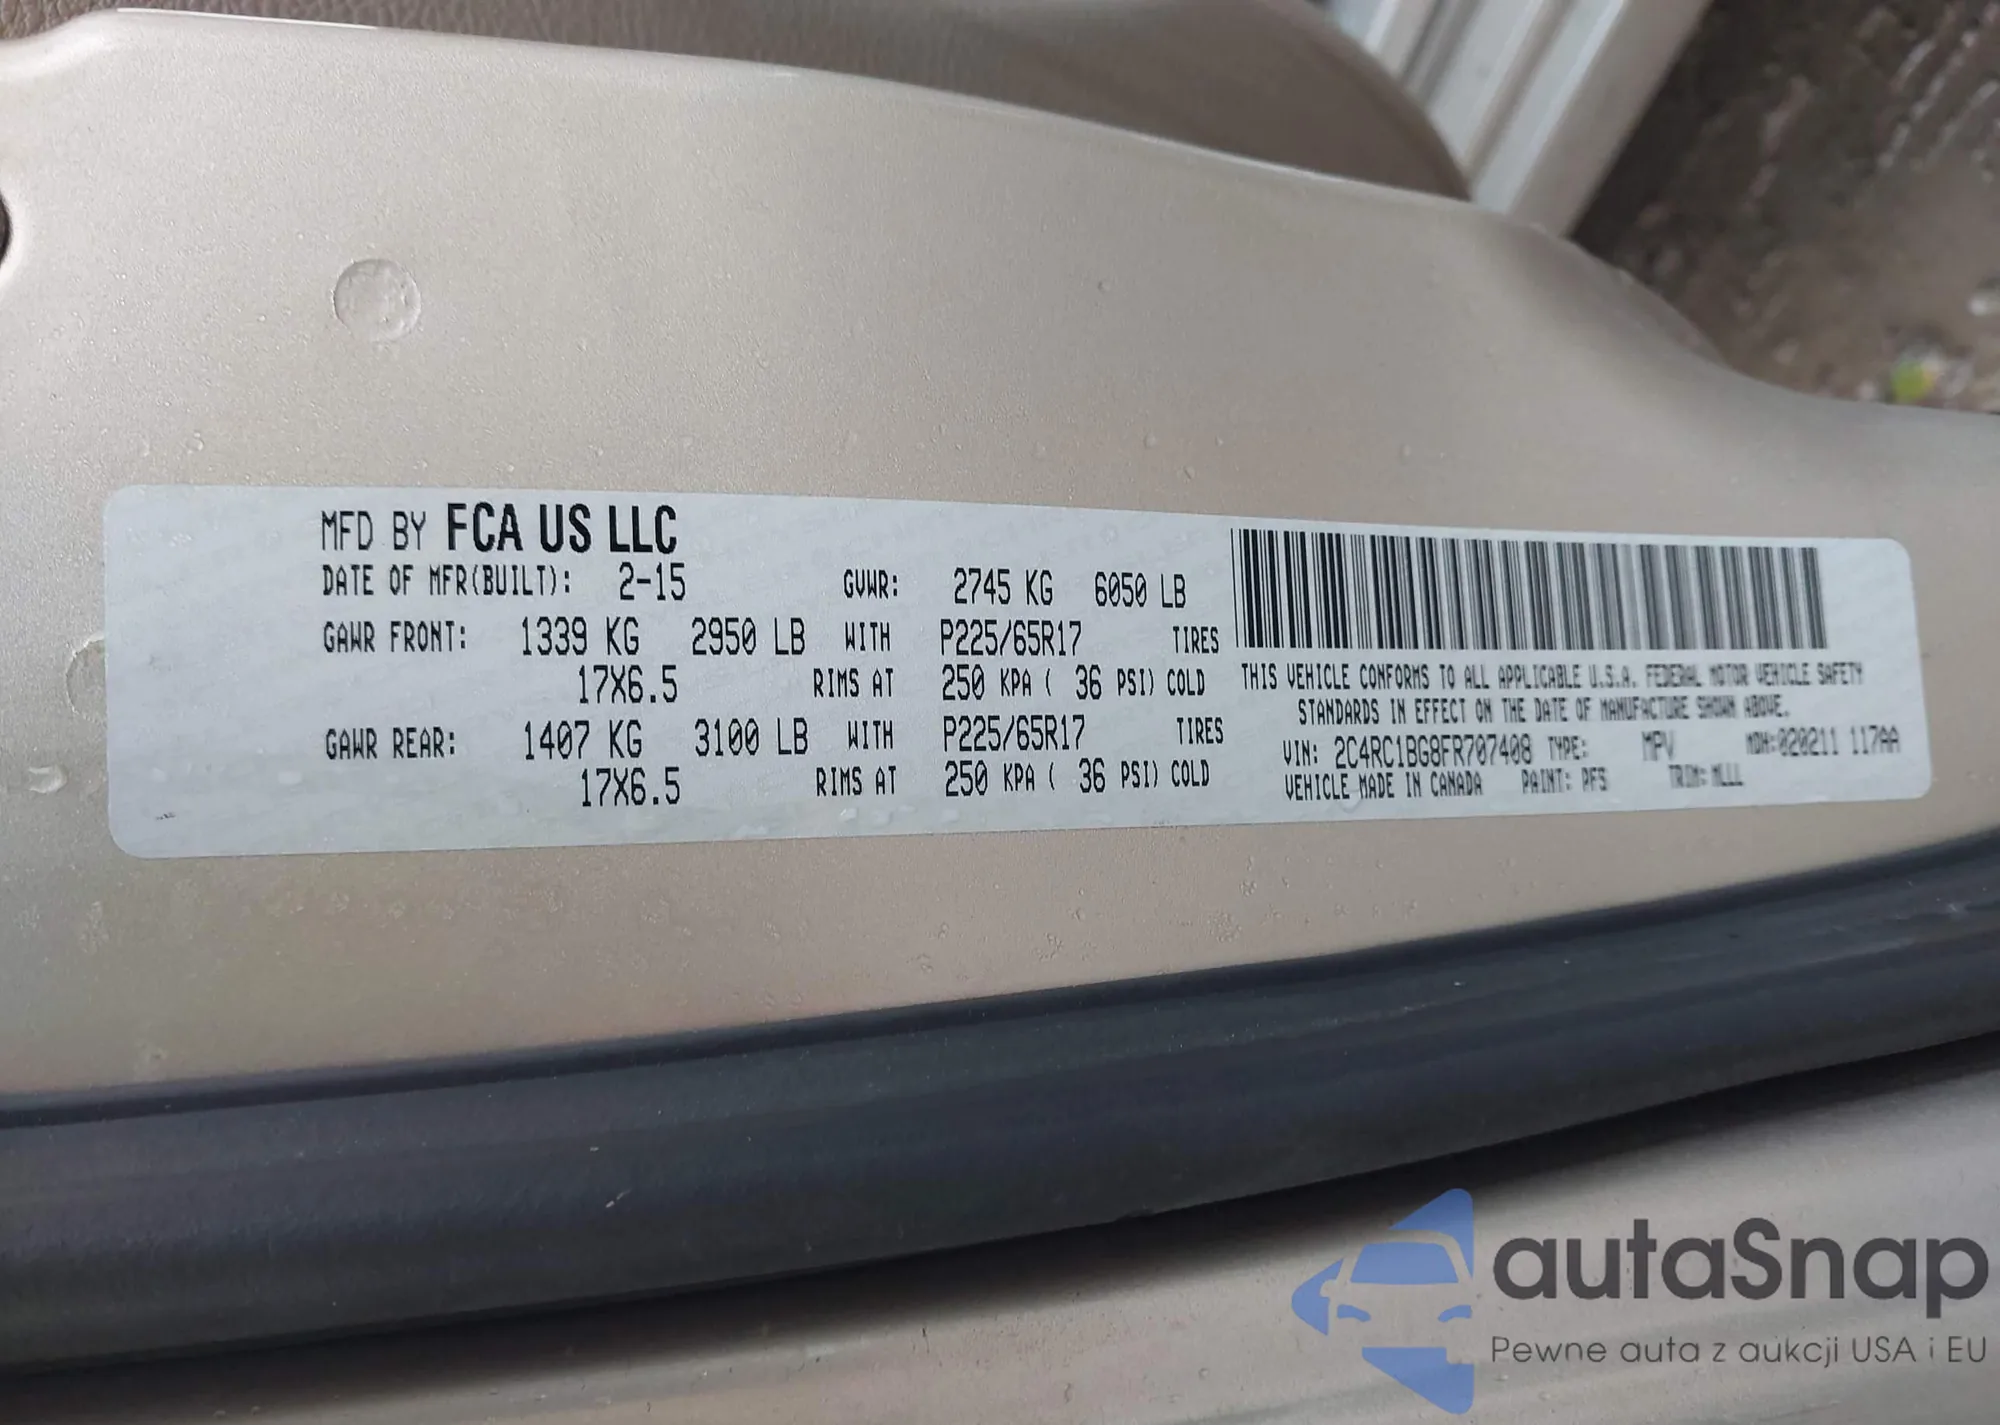 MFD BY FCA US LLC
DATE OF MFR(BUILT): 2-15 GVWR: 2745 KG 6050 LB
GAWR FRONT: 1339 KG 2950 LB WITH P225/65R17 TIRES
17X6.5 RIMS AT 250 KPA ( 36 PSI) COLD
GAWR REAR: 1407 KG 3100 LB WITH P225/65R17 TIRES
17X6.5 RIMS AT 250 KPA ( 36 PSI) COLD
THIS VEHICLE CONFORMS TO ALL APPLICABLE U.S.A. FEDERAL MOTOR VEHICLE SAFETY
STANDARDS IN EFFECT ON THE DATE OF MANUFACTURE SHOWN ABOVE.
VIN: 2C4RC1BG8FR707408 TYPE: MPV MDH:020211 117AA
VEHICLE MADE IN CANADA PAINT: PFS TRIM: MLLL
autaSnap
Pewne auta z aukcji USA i EU